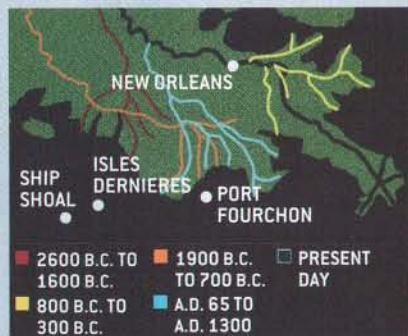 NEW ORLEANS
ISLES
DERNIERES
SHIP
SHOAL
PORT
FOURCHON
2600 B.C. TO
1600 B.C.
1900 B.C.
TO 700 B.C.
PRESENT
DAY
800 B.C. TO
300 B.C.
A.D. 65 TO
A.D. 1300